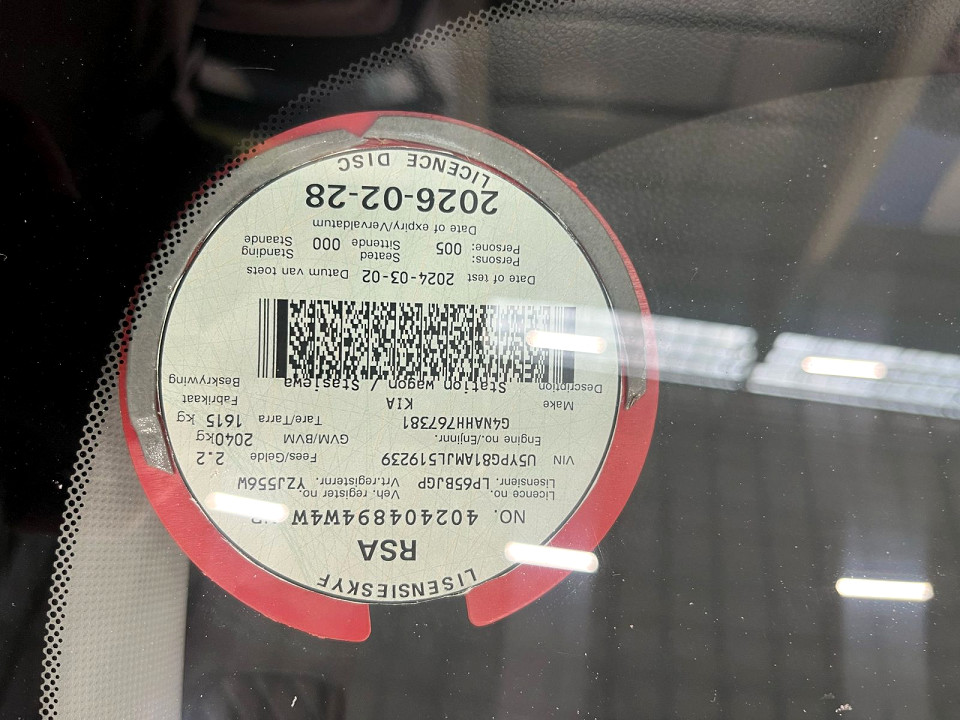 LISENSIESKYF
RSA
NO. 402404894W4W NR
Licence no. Veh. register no.
Lisensienr. LP65BJGP Vrt.registernr. YZJ556W
VIN U5YPG81AMJL519239 Fees/Gelde 2.2
Engine no./Enjinnr. GVM/BVM 2040kg
G4NAHH767381 Tare/Tarra 1615 kg
Make KIA Fabrikaat
Description Station wagon / Stasiewa Beskrywing
Date of test 2024-03-02 Datum van toets
Persons: Seated Standing
Persone: 005 Sittende 000 Staande
Date of expiry/Vervaldatum
2026-02-28
LICENCE DISC